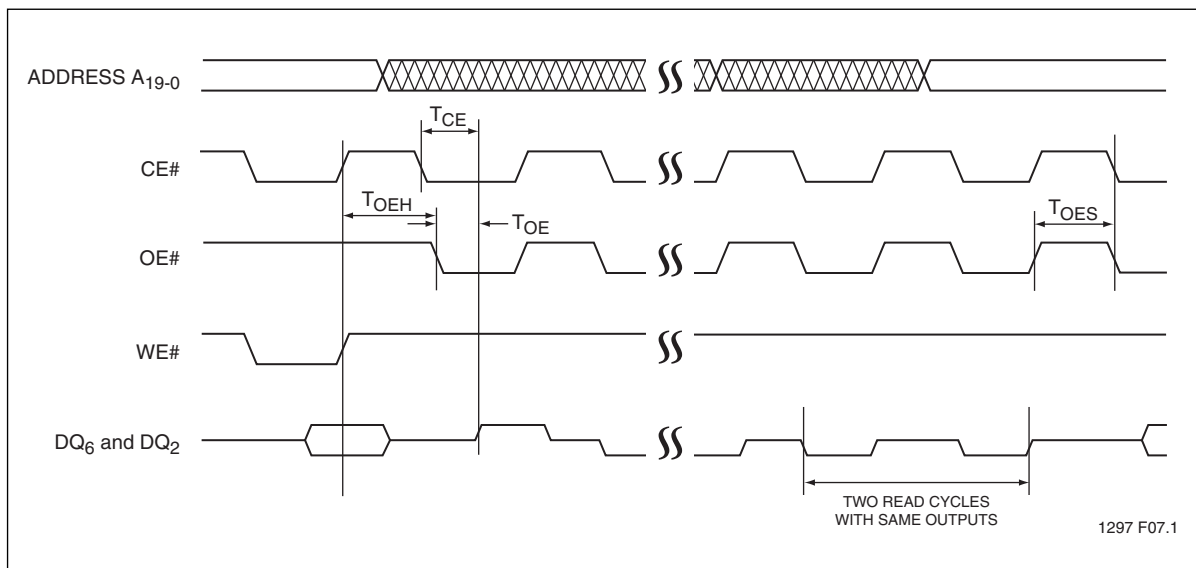 ADDRESS A19-0
TCE
CE#
TOEH
TOE
TOES
OE#
WE#
DQ6 and DQ2
TWO READ CYCLES
WITH SAME OUTPUTS
1297 F07.1